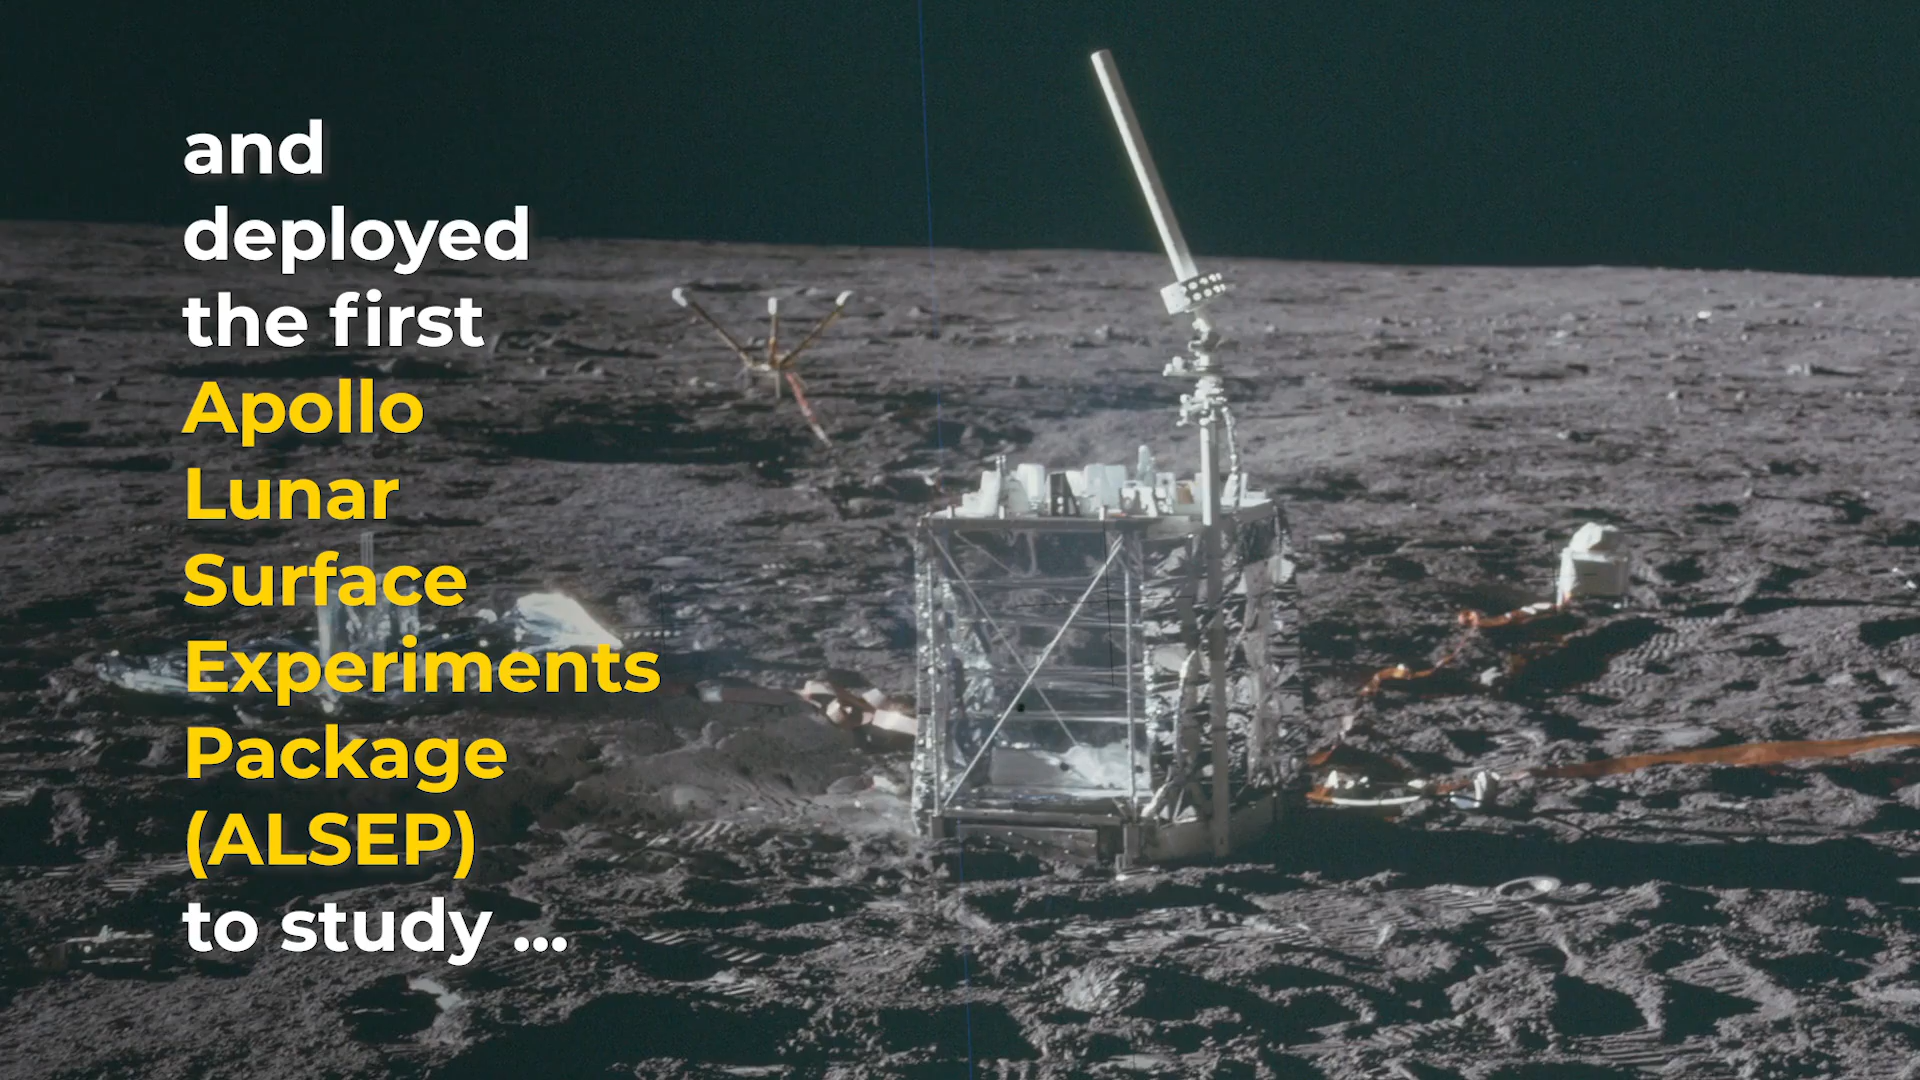 and
deployed
the first
Apollo
Lunar
Surface
Experiments
Package
(ALSEP)
to study ...